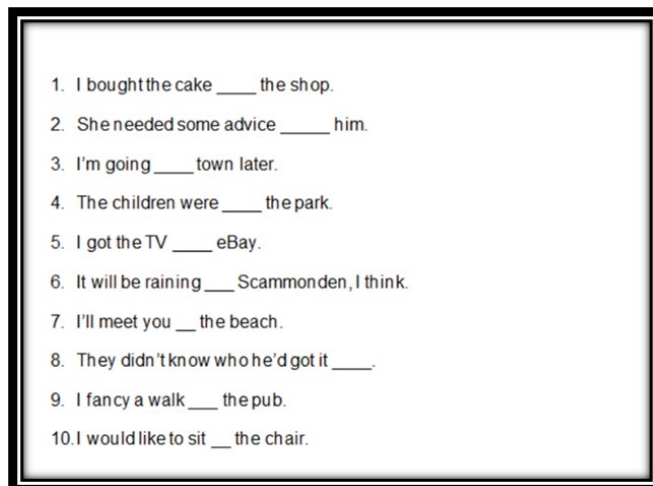 1. I bought the cake ____ the shop.
2. She needed some advice _____ him.
3. I'm going ____ town later.
4. The children were ____ the park.
5. I got the TV ____ eBay.
6. It will be raining ___ Scammonden, I think.
7. I'll meet you __ the beach.
8. They didn't know who he'd got it ____.
9. I fancy a walk ___ the pub.
10. I would like to sit __ the chair.